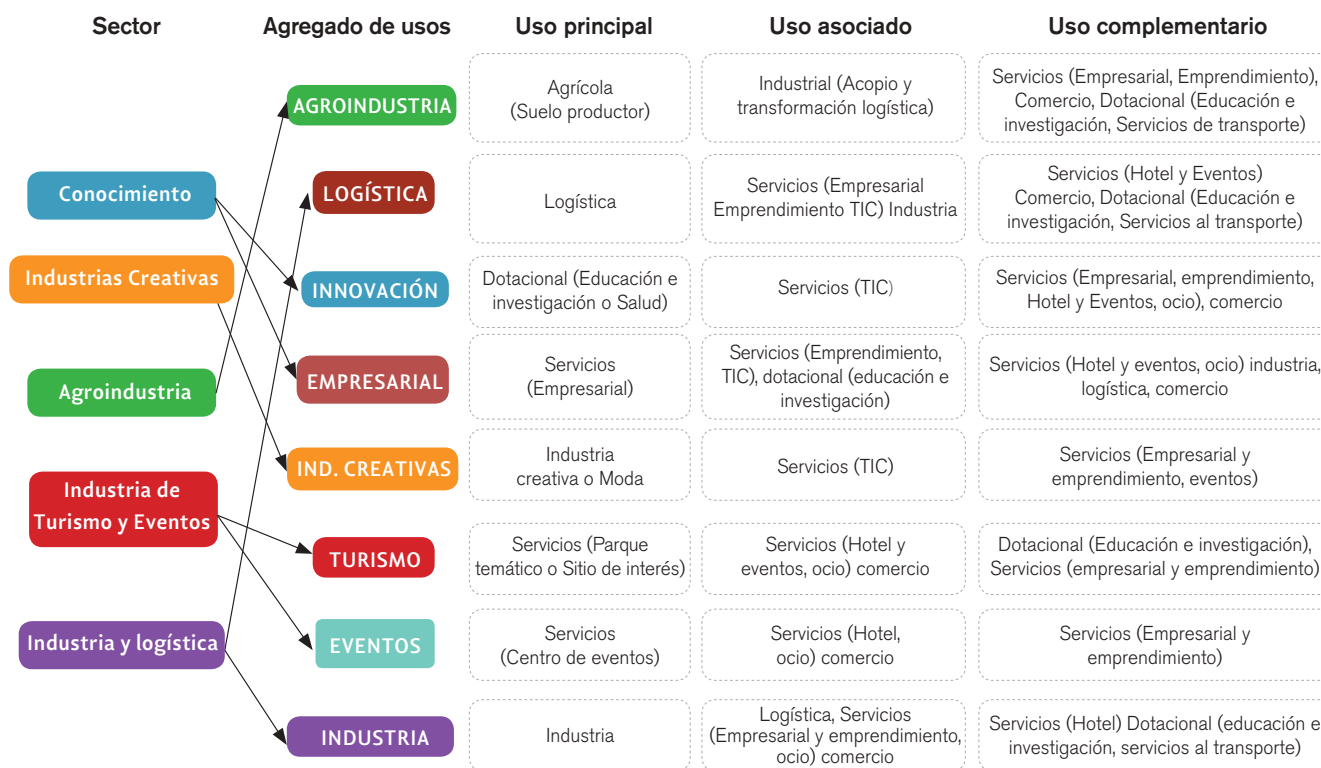 Sector
Agregado de usos
Uso principal
Uso asociado
Uso complementario
Conocimiento
Industrias Creativas
Agroindustria
Industria de
Turismo y Eventos
Industria y logística
AGROINDUSTRIA
Agrícola
(Suelo productor)
Industrial (Acopio y
transformación logística)
Servicios (Empresarial, Emprendimiento),
Comercio, Dotacional (Educación e
investigación, Servicios de transporte)
LOGÍSTICA
Logística
Servicios (Empresarial
Emprendimiento TIC) Industria
Servicios (Hotel y Eventos)
Comercio, Dotacional (Educación e
investigación, Servicios al transporte)
INNOVACIÓN
Dotacional (Educación e
investigación o Salud)
Servicios (TIC)
Servicios (Empresarial, emprendimiento,
Hotel y Eventos, ocio), comercio
EMPRESARIAL
Servicios
(Empresarial)
Servicios (Emprendimiento,
TIC), dotacional (educación e
investigación)
Servicios (Hotel y eventos, ocio) industria,
logística, comercio
IND. CREATIVAS
Industria
creativa o Moda
Servicios (TIC)
Servicios (Empresarial y
emprendimiento, eventos)
TURISMO
Servicios (Parque
temático o Sitio de interés)
Servicios (Hotel y
eventos, ocio) comercio
Dotacional (Educación e investigación),
Servicios (empresarial y emprendimiento)
EVENTOS
Servicios
(Centro de eventos)
Servicios (Hotel,
ocio) comercio
Servicios (Empresarial y
emprendimiento)
INDUSTRIA
Industria
Logística, Servicios
(Empresarial y emprendimiento,
ocio) comercio
Servicios (Hotel) Dotacional (educación e
investigación, servicios al transporte)